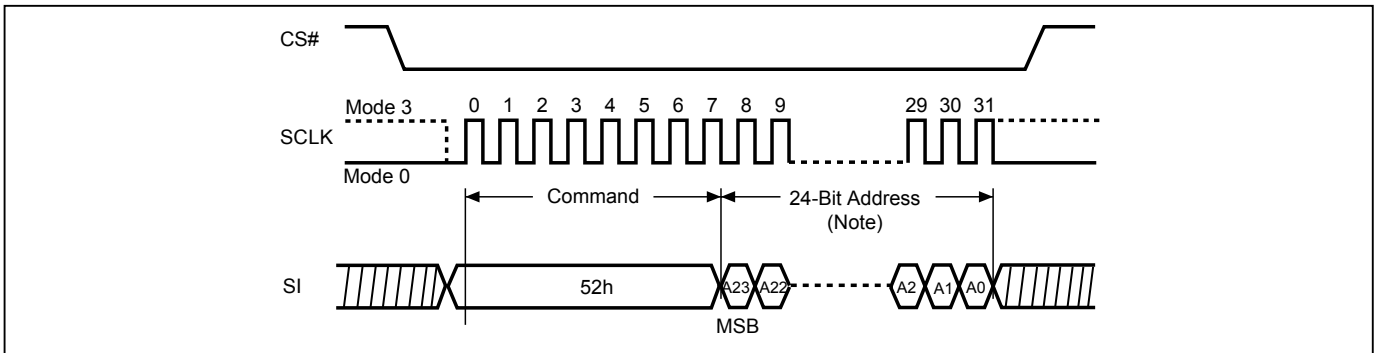 CS#
Mode 3 0 1 2 3 4 5 6 7 8 9 29 30 31
SCLK
Mode 0
Command 24-Bit Address
(Note)
SI 52h A23 A22 A2 A1 A0
MSB